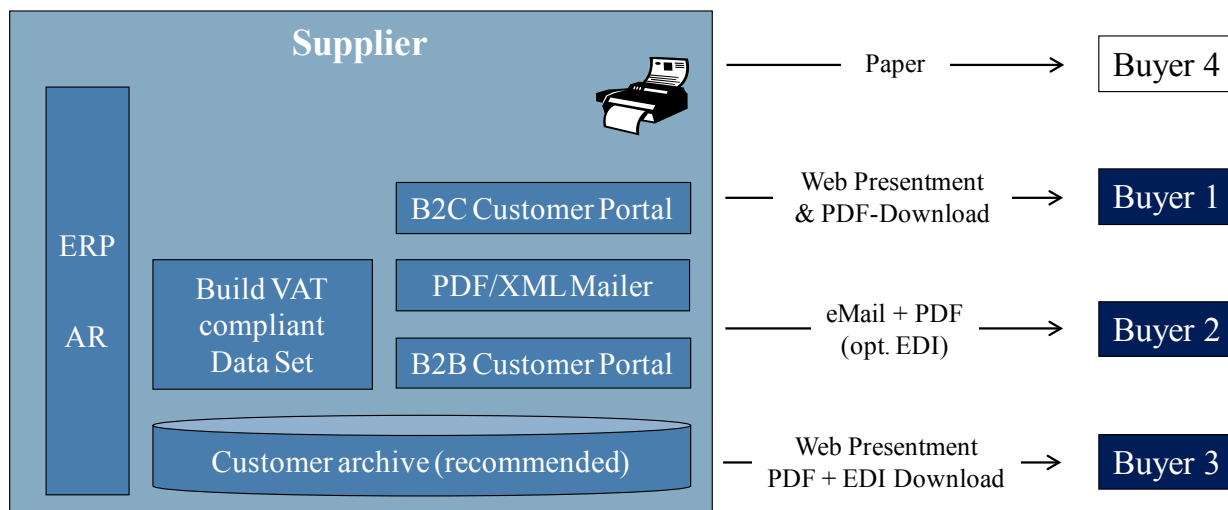 Supplier
ERP
AR
Build VAT
compliant
Data Set
B2C Customer Portal
PDF/XML Mailer
B2B Customer Portal
Customer archive (recommended)
Paper
Buyer 4
Web Presentment
& PDF-Download
Buyer 1
eMail + PDF
(opt. EDI)
Buyer 2
Web Presentment
PDF + EDI Download
Buyer 3